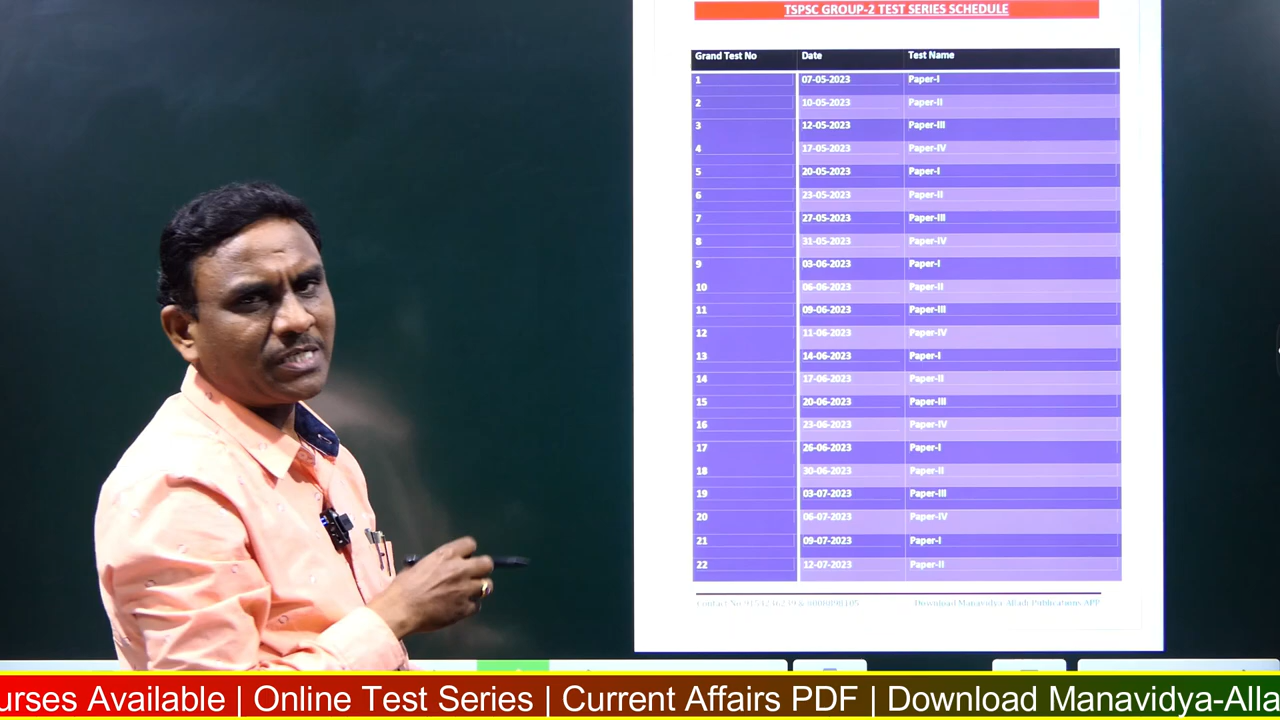 TSPSC GROUP-2 TEST SERIES SCHEDULE
Grand Test No Date Test Name
1 07-05-2023 Paper-I
2 10-05-2023 Paper-II
3 12-05-2023 Paper-III
4 17-05-2023 Paper-IV
5 20-05-2023 Paper-I
6 23-05-2023 Paper-II
7 27-05-2023 Paper-III
8 31-05-2023 Paper-IV
9 03-06-2023 Paper-I
10 06-06-2023 Paper-II
11 09-06-2023 Paper-III
12 11-06-2023 Paper-IV
13 14-06-2023 Paper-I
14 17-06-2023 Paper-II
15 20-06-2023 Paper-III
16 23-06-2023 Paper-IV
17 26-06-2023 Paper-I
18 30-06-2023 Paper-II
19 03-07-2023 Paper-III
20 06-07-2023 Paper-IV
21 09-07-2023 Paper-I
22 12-07-2023 Paper-II
Contact No Download Manavidya-Alladi Publications APP
urses Available | Online Test Series | Current Affairs PDF | Download Manavidya-Alla